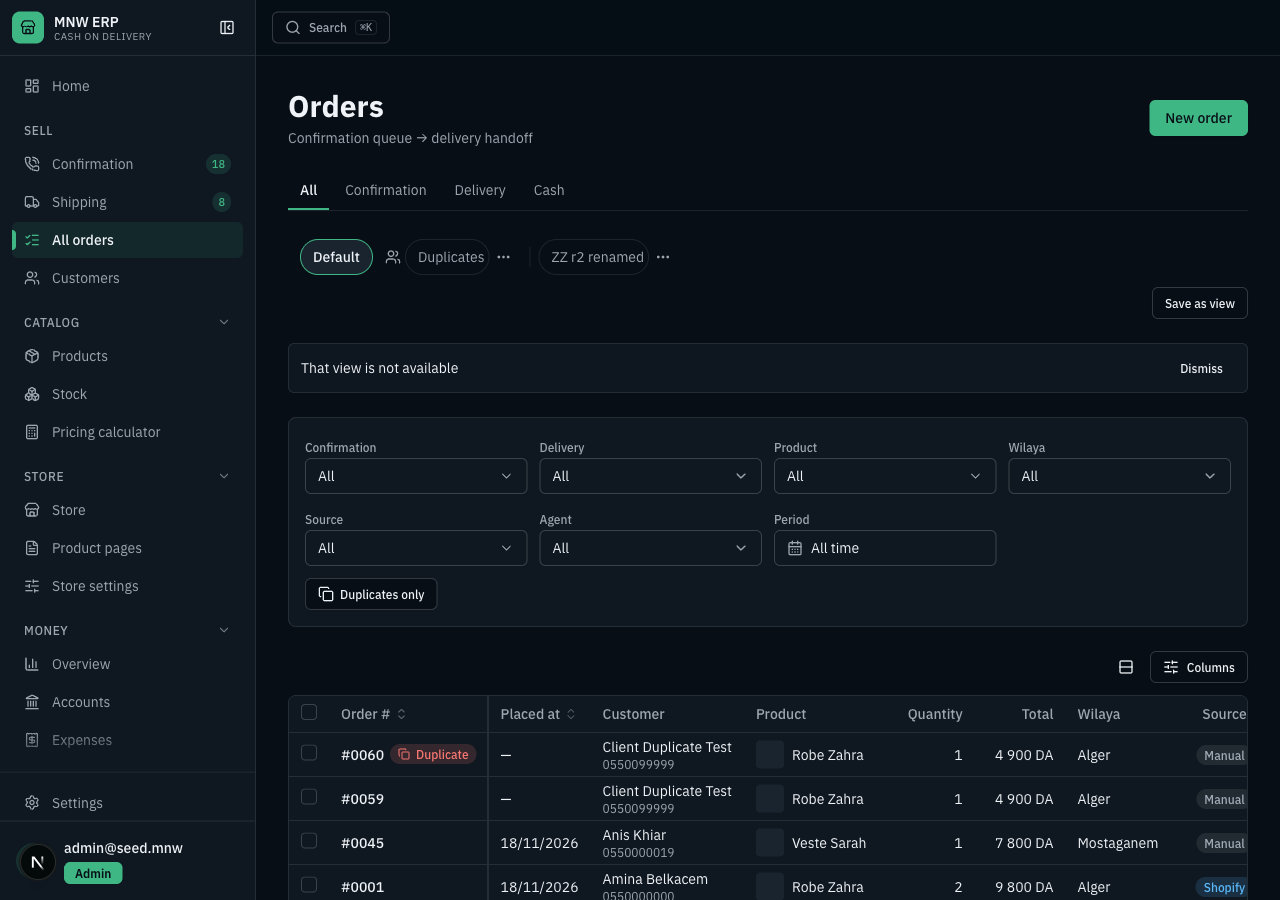 MNW ERP
CASH ON DELIVERY
Search ⌘K
Home
SELL
Confirmation 18
Shipping 8
All orders
Customers
CATALOG
Products
Stock
Pricing calculator
STORE
Store
Product pages
Store settings
MONEY
Overview
Accounts
Expenses
Settings
N
admin@seed.mnw
Admin
Orders
Confirmation queue → delivery handoff
New order
All Confirmation Delivery Cash
Default Duplicates ··· ZZ r2 renamed ···
Save as view
That view is not available Dismiss
Confirmation Delivery Product Wilaya
All All All All
Source Agent Period
All All All time
Duplicates only
Columns
Order # Placed at Customer Product Quantity Total Wilaya Source
#0060 Duplicate — Client Duplicate Test Robe Zahra 1 4 900 DA Alger Manual
0550099999
#0059 — Client Duplicate Test Robe Zahra 1 4 900 DA Alger Manual
0550099999
#0045 18/11/2026 Anis Khiar Veste Sarah 1 7 800 DA Mostaganem Manual
0550000019
#0001 18/11/2026 Amina Belkacem Robe Zahra 2 9 800 DA Alger Shopify
0550000000